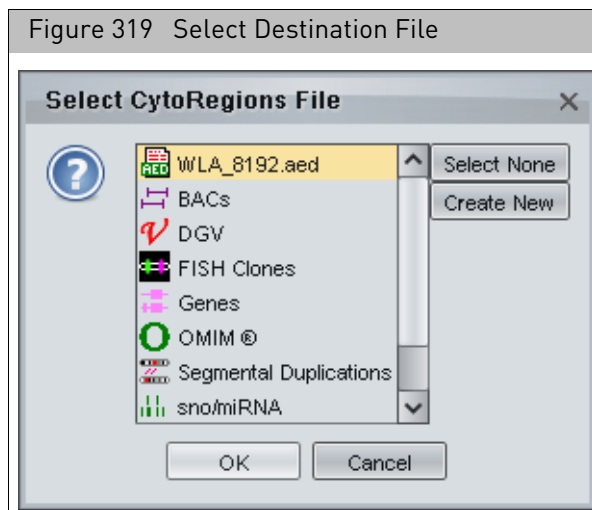 Figure 319 Select Destination File
Select CytoRegions File
AED WLA_8192.aed
BACs
DGV
FISH Clones
Genes
OMIM ®
Segmental Duplications
sno/miRNA
Select None
Create New
OK
Cancel